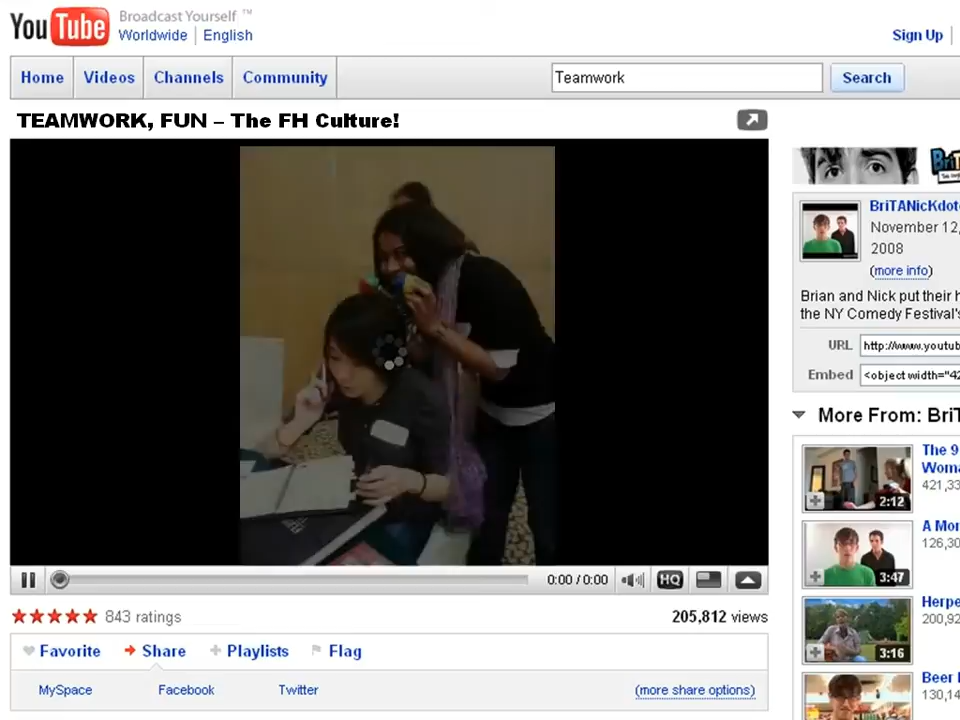 YouTube
Broadcast Yourself ™
Worldwide English
Sign Up
Home Videos Channels Community
Teamwork
Search
TEAMWORK, FUN – The FH Culture!
BriTANicKdotc
November 12,
2008
(more info)
Brian and Nick put their h
the NY Comedy Festival's
URL http://www.youtub
Embed <object width="42
0:00 / 0:00
HQ
843 ratings
205,812 views
Favorite Share Playlists Flag
MySpace Facebook Twitter (more share options)
More From: BriT
The 9
Woma
421,33
2:12
A Mon
126,30
3:47
Herpe
200,92
3:16
Beer
130,14